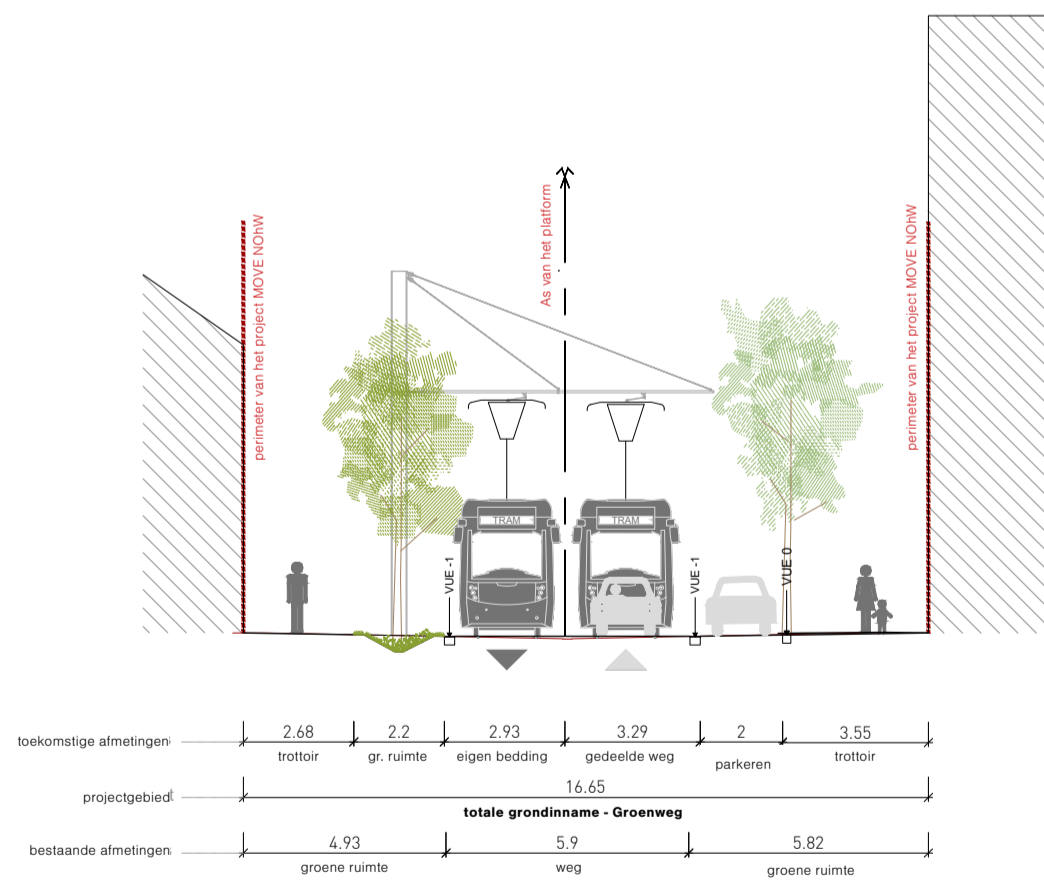 As van het platform
perimeter van het project MOVE NOhW
perimeter van het project MOVE NOhW
TRAM
TRAM
VUE -1
VUE -1
VUE 0
toekomstige afmetingen
2.68
2.2
2.93
3.29
2
3.55
trottoir
gr. ruimte
eigen bedding
gedeelde weg
parkeren
trottoir
projectgebied
16.65
totale grondinname - Groenweg
bestaande afmetingen
4.93
5.9
5.82
groene ruimte
weg
groene ruimte